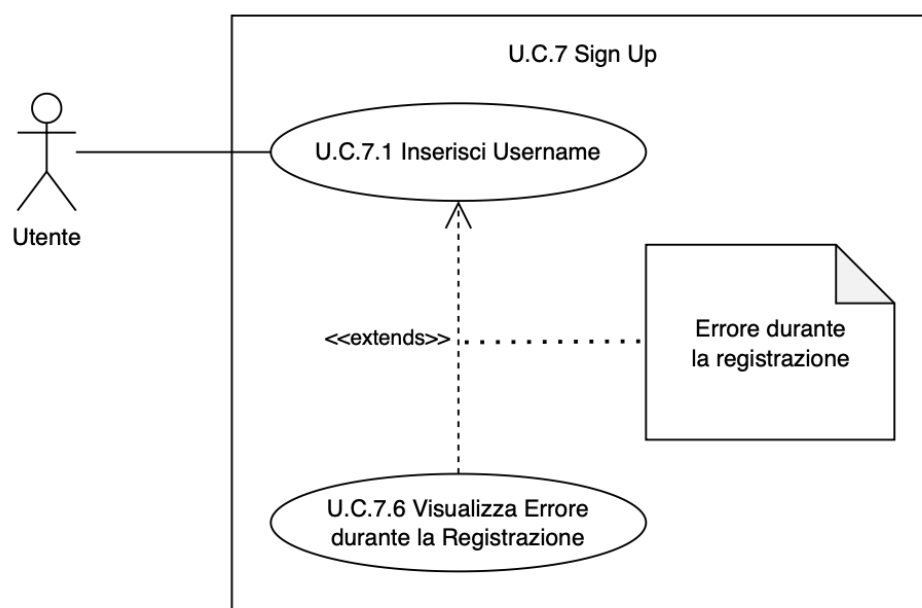 U.C.7 Sign Up
U.C.7.1 Inserisci Username
Utente
<<extends>>
Errore durante
la registrazione
U.C.7.6 Visualizza Errore
durante la Registrazione